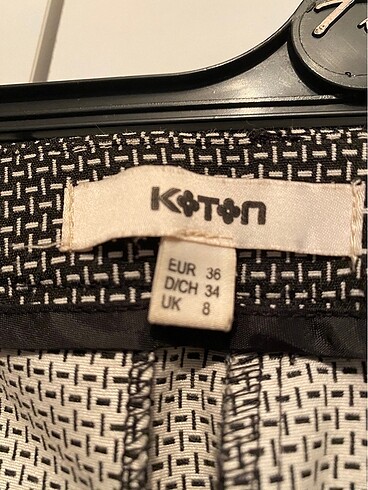 KOTON
EUR 36
D/CH 34
UK 8